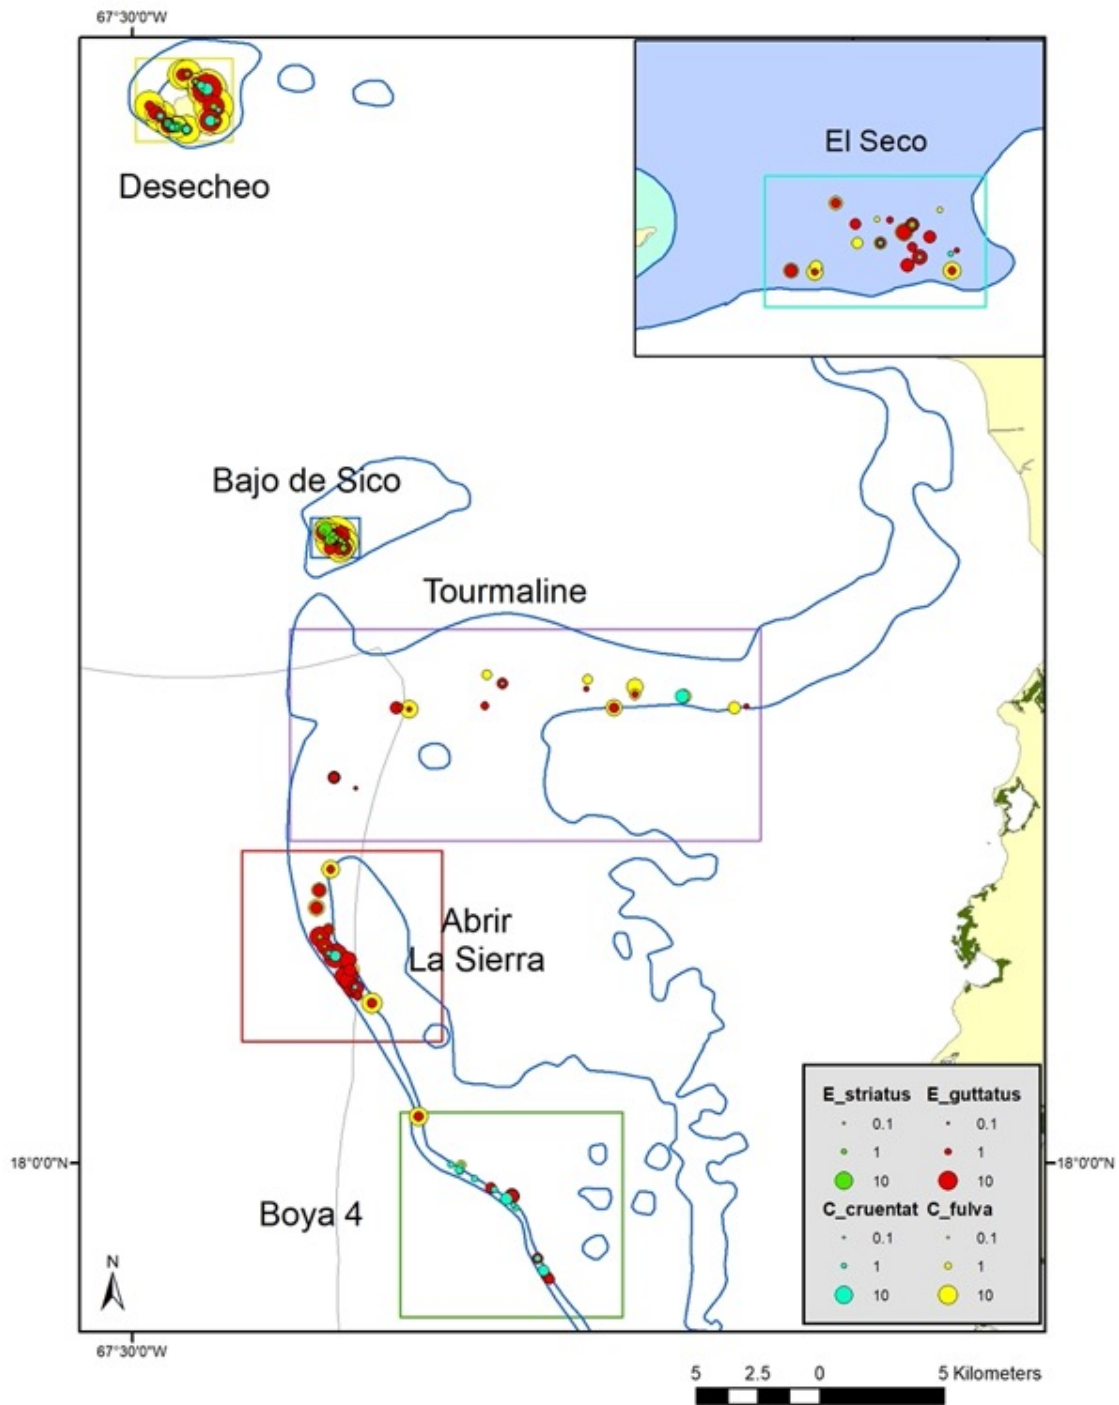 67°30'0"W
El Seco
Desecheo
Bajo de Sico
Tourmaline
Abrir
La Sierra
E_striatus E_guttatus
0.1 0.1
1 1
10 10
C_cruentat C_fulva
0.1 0.1
1 1
10 10
18°0'0"N 18°0'0"N
Boya 4
N
67°30'0"W
5 2.5 0 5 Kilometers